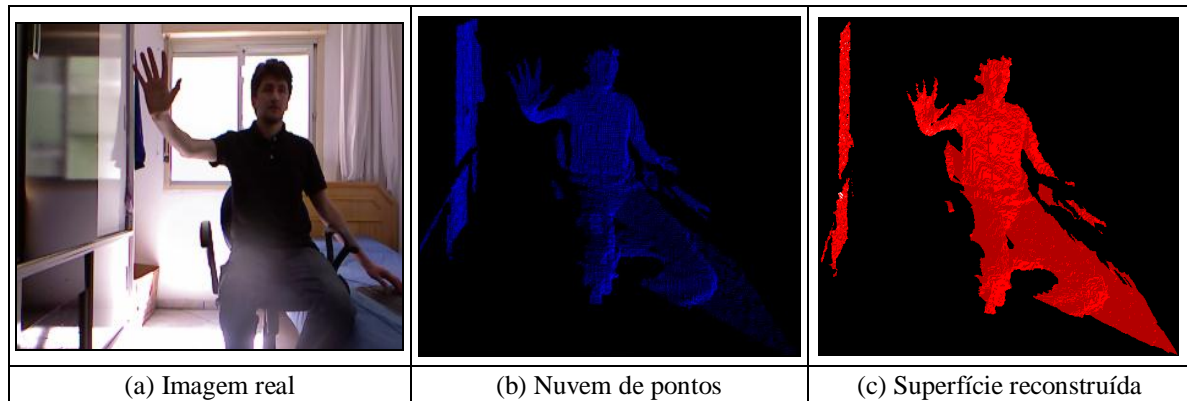 (a) Imagem real
(b) Nuvem de pontos
(c) Superfície reconstruída